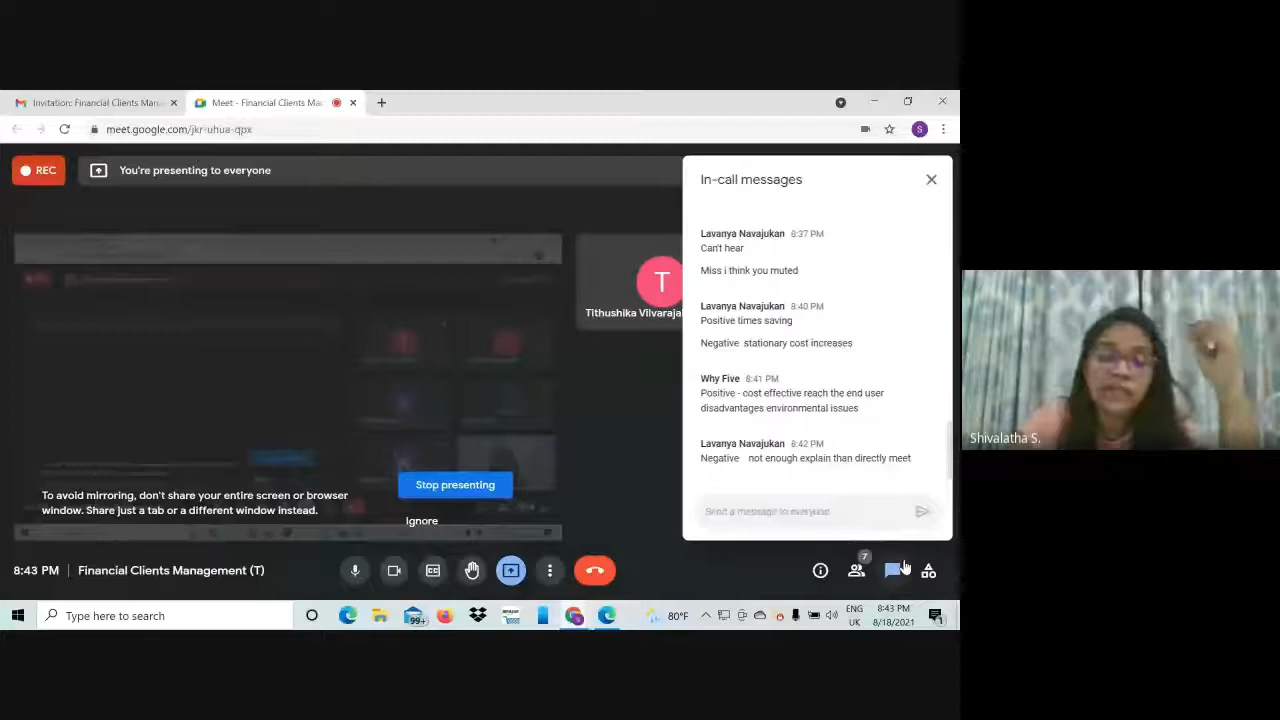 Invitation: Financial Clients Mana
Meet - Financial Clients Ma
meet.google.com/jkr-uhua-qpx
S
REC
You're presenting to everyone
In-call messages
Lavanya Navajukan 8:37 PM
Can't hear
Miss i think you muted
Lavanya Navajukan 8:40 PM
Positive times saving
Negative stationary cost increases
Why Five 8:41 PM
Positive - cost effective reach the end user
disadvantages environmental issues
Lavanya Navajukan 8:42 PM
Negative not enough explain than directly meet
Send a message to everyone
T
Tithushika Vilvaraja
To avoid mirroring, don't share your entire screen or browser
window. Share just a tab or a different window instead.
Stop presenting
Ignore
Shivalatha S.
8:43 PM | Financial Clients Management (T)
7
Type here to search
99+
80°F
ENG
UK
8:43 PM
8/18/2021